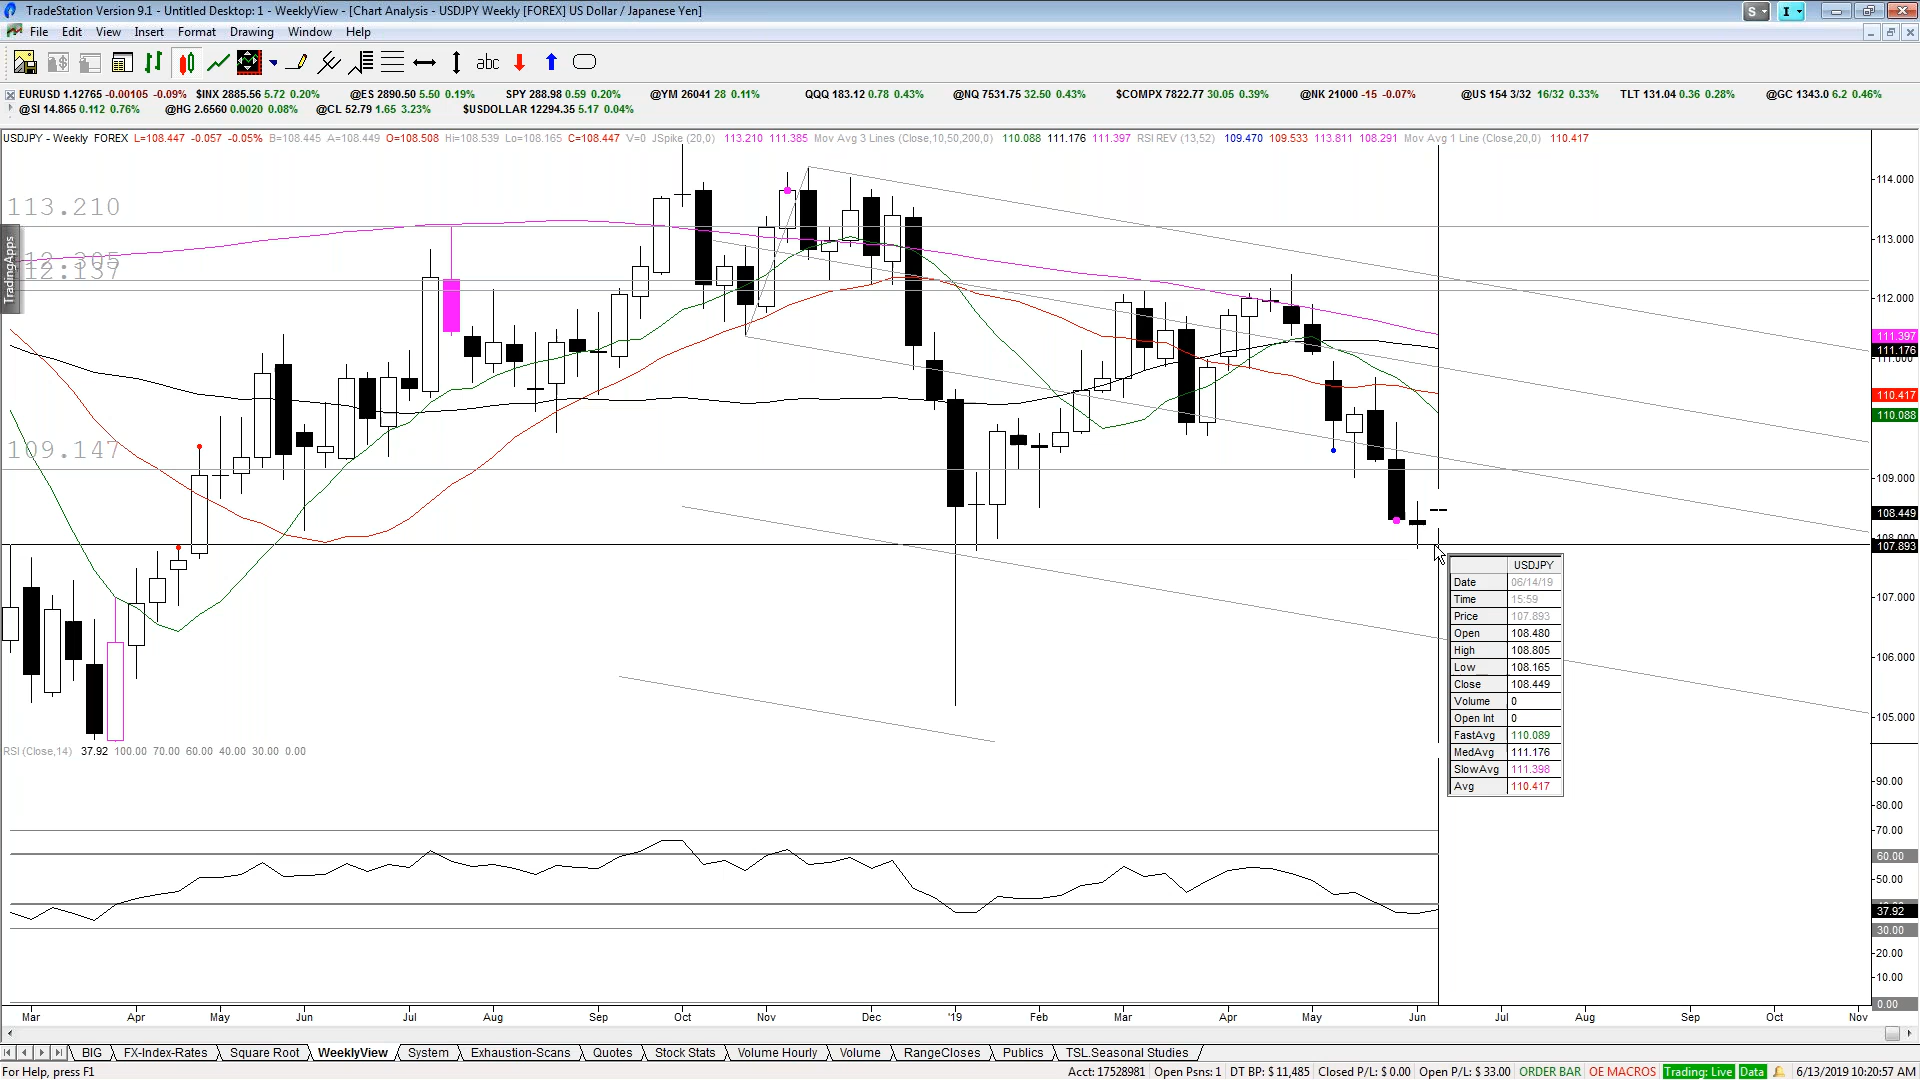 TradeStation Version 9.1 - Untitled Desktop: 1 - WeeklyView - [Chart Analysis - USDJPY Weekly [FOREX] US Dollar / Japanese Yen]
S I
File Edit View Insert Format Drawing Window Help
abc
EURUSD 1.12765 -0.00105 -0.09% $INX 2885.56 5.72 0.20% @ES 2890.50 5.50 0.19% SPY 288.98 0.59 0.20% @YM 26041 28 0.11% QQQ 183.12 0.78 0.43% @NQ 7531.75 32.50 0.43% $COMPX 7822.77 30.05 0.39% @NK 21000 -15 -0.07% @US 154 3/32 16/32 0.33% TLT 131.04 0.36 0.28% @GC 1343.0 6.2 0.46%
@SI 14.865 0.112 0.76% @HG 2.6560 0.0020 0.08% @CL 52.79 1.65 3.23% $USDOLLAR 12294.35 5.17 0.04%
USDJPY - Weekly FOREX L=108.447 -0.057 -0.05% B=108.445 A=108.449 O=108.508 Hi=108.539 Lo=108.165 C=108.447 V=0 JSpike (20,0) 113.210 111.385 Mov Avg 3 Lines (Close,10,50,200,0) 110.088 111.176 111.397 RSI REV (13,52) 109.470 109.533 113.811 108.291 Mov Avg 1 Line (Close,20,0) 110.417
113.210
112.305
112.137
109.147
TradingApps
114.000
113.000
112.000
111.397
111.176
111.000
110.417
110.088
109.000
108.449
108.000
107.893
107.000
106.000
105.000
USDJPY
Date 06/14/19
Time 15:59
Price 107.893
Open 108.480
High 108.805
Low 108.165
Close 108.449
Volume 0
Open Int 0
FastAvg 110.089
MedAvg 111.176
SlowAvg 111.398
Avg 110.417
RSI (Close,14) 37.92 100.00 70.00 60.00 40.00 30.00 0.00
90.00
80.00
70.00
60.00
50.00
37.92
30.00
20.00
10.00
0.00
Mar Apr May Jun Jul Aug Sep Oct Nov Dec '19 Feb Mar Apr May Jun Jul Aug Sep Oct Nov
BIG FX-Index-Rates Square Root WeeklyView System Exhaustion-Scans Quotes Stock Stats Volume Hourly Volume RangeCloses Publics TSL.Seasonal Studies
For Help, press F1 Acct: 17528981 Open Psns: 1 DT BP: $ 11,485 Closed P/L: $ 0.00 Open P/L: $ 33.00 ORDER BAR OE MACROS Trading: Live Data 6/13/2019 10:20:57 AM